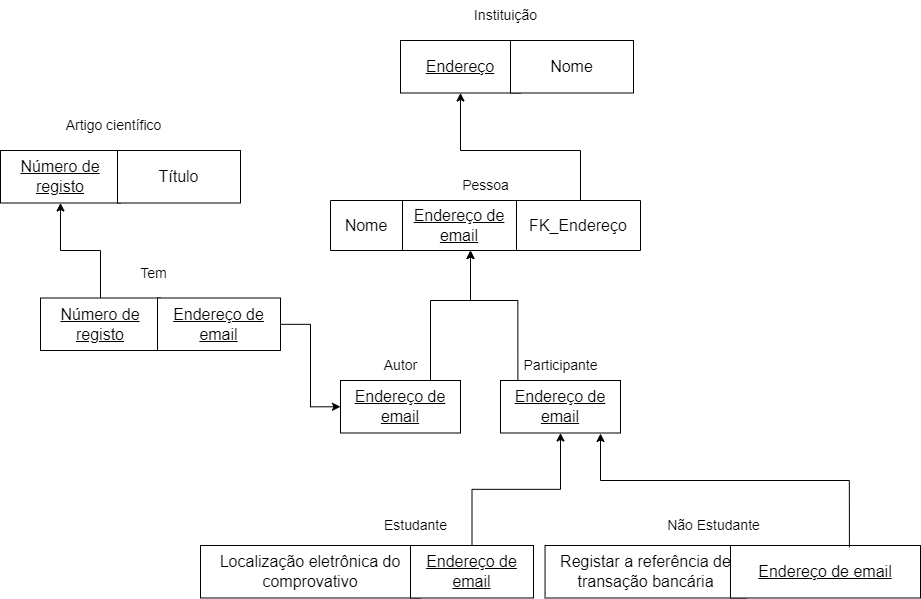 Instituição
Endereço
Nome
Artigo científico
Número de
registo
Título
Pessoa
Nome
Endereço de
email
FK_Endereço
Tem
Número de
registo
Endereço de
email
Autor
Endereço de
email
Participante
Endereço de
email
Estudante
Localização eletrônica do
comprovativo
Endereço de
email
Não Estudante
Registar a referência de
transação bancária
Endereço de email